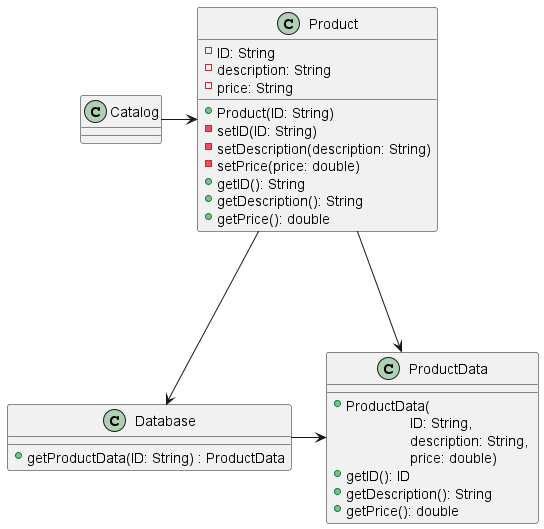 C Product
ID: String
description: String
price: String
Product(ID: String)
setID(ID: String)
setDescription(description: String)
setPrice(price: double)
getID(): String
getDescription(): String
getPrice(): double
C Catalog
C Database
getProductData(ID: String) : ProductData
C ProductData
ProductData(
ID: String,
description: String,
price: double)
getID(): ID
getDescription(): String
getPrice(): double